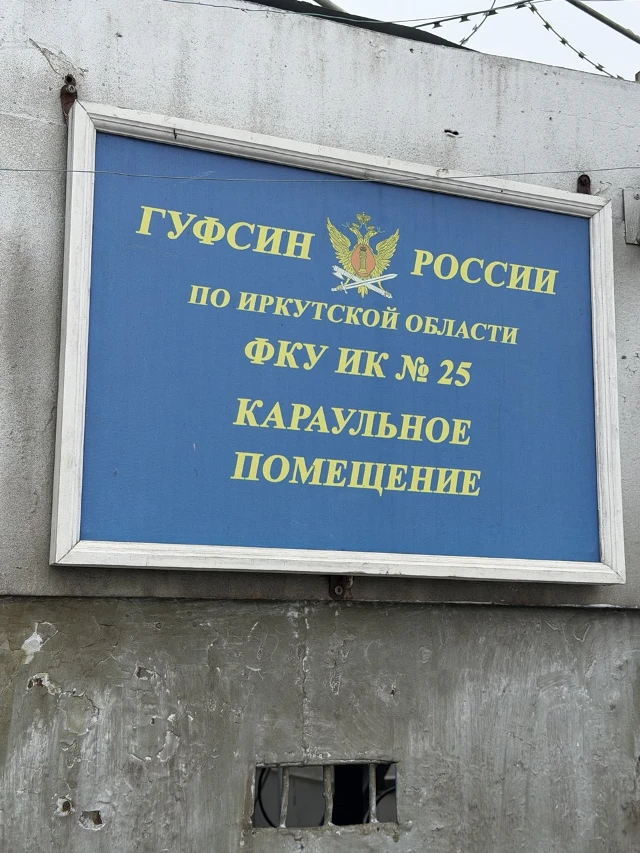 ГУФСИН РОССИИ
ПО ИРКУТСКОЙ ОБЛАСТИ
ФКУ ИК № 25
КАРАУЛЬНОЕ
ПОМЕЩЕНИЕ